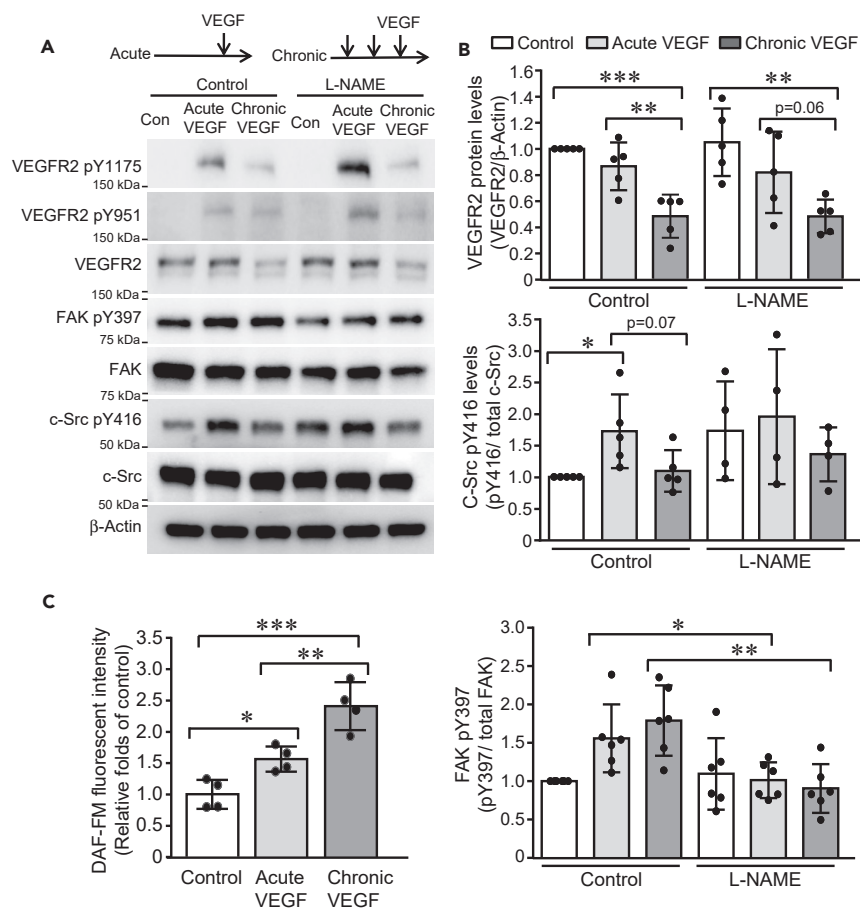 A
VEGF
Acute
VEGF
Chronic
Control
L-NAME
Con
Acute
VEGF
Chronic
VEGF
Con
Acute
VEGF
Chronic
VEGF
VEGFR2 pY1175
150 kDa
VEGFR2 pY951
150 kDa
VEGFR2
150 kDa
FAK pY397
75 kDa
FAK
75 kDa
c-Src pY416
50 kDa
c-Src
50 kDa
β-Actin
B
Control Acute VEGF Chronic VEGF
VEGFR2 protein levels
(VEGFR2/β-Actin)
1.6
1.4
1.2
1.0
0.8
0.6
0.4
0.2
0
***
**
**
p=0.06
Control
L-NAME
C-Src pY416 levels
(pY416/ total c-Src)
3.5
3.0
2.5
2.0
1.5
1.0
0.5
0
*
p=0.07
Control
L-NAME
C
DAF-FM fluorescent intensity
(Relative folds of control)
3.5
3.0
2.5
2.0
1.5
1.0
0.5
0
***
**
*
Control
Acute
VEGF
Chronic
VEGF
FAK pY397
(pY397/ total FAK)
3.0
2.5
2.0
1.5
1.0
0.5
0
*
**
Control
L-NAME